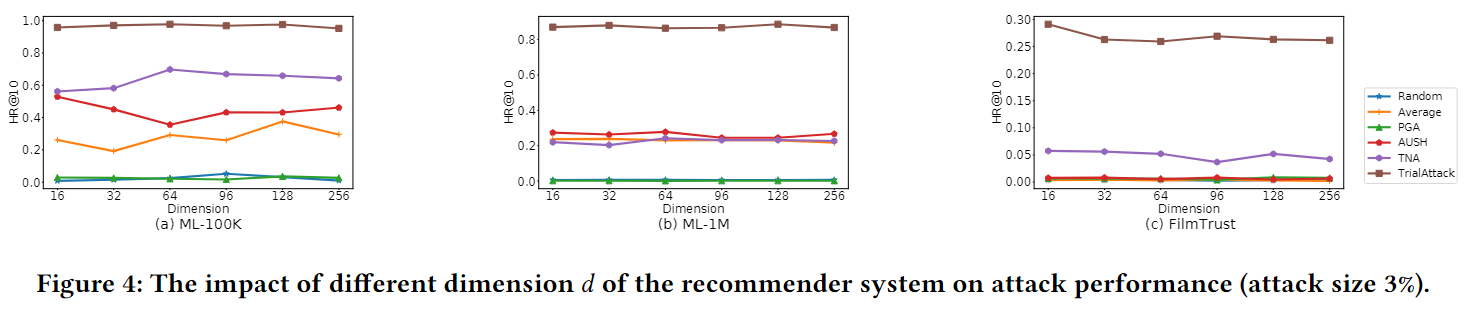 1.0
0.8
0.6
0.4
0.2
0.0
HR@10
16 32 64 96 128 256
Dimension
(a) ML-100K
0.8
0.6
0.4
0.2
0.0
HR@10
16 32 64 96 128 256
Dimension
(b) ML-1M
0.30
0.25
0.20
0.15
0.10
0.05
0.00
HR@10
16 32 64 96 128 256
Dimension
(c) FilmTrust
Random
Average
PGA
AUSH
TNA
TrialAttack
Figure 4: The impact of different dimension d of the recommender system on attack performance (attack size 3%).